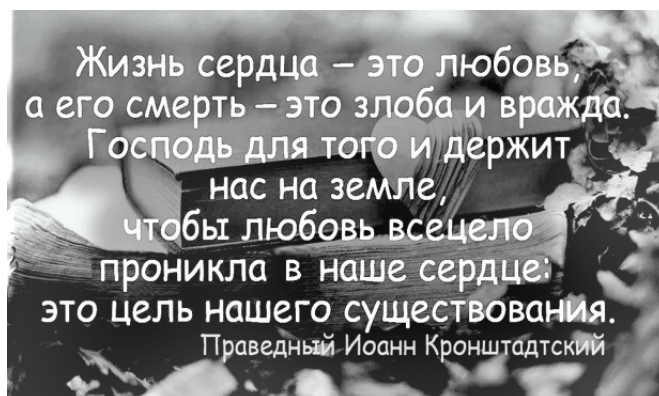 Жизнь сердца – это любовь,
а его смерть – это злоба и вражда.
Господь для того и держит
нас на земле,
чтобы любовь всецело
проникла в наше сердце:
это цель нашего существования.
Праведный Иоанн Кронштадтский